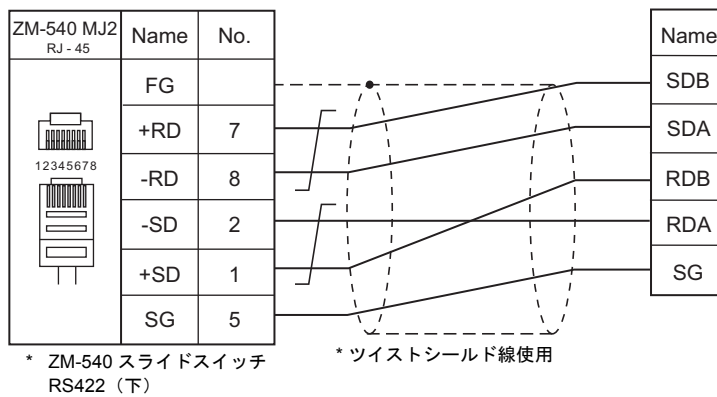 ZM-540 MJ2 Name No. Name
RJ - 45
FG SDB
+RD 7 SDA
-RD 8 RDB
12345678
-SD 2 RDA
+SD 1 SG
SG 5
* ZM-540 スライドスイッチ
RS422（下）
* ツイストシールド線使用